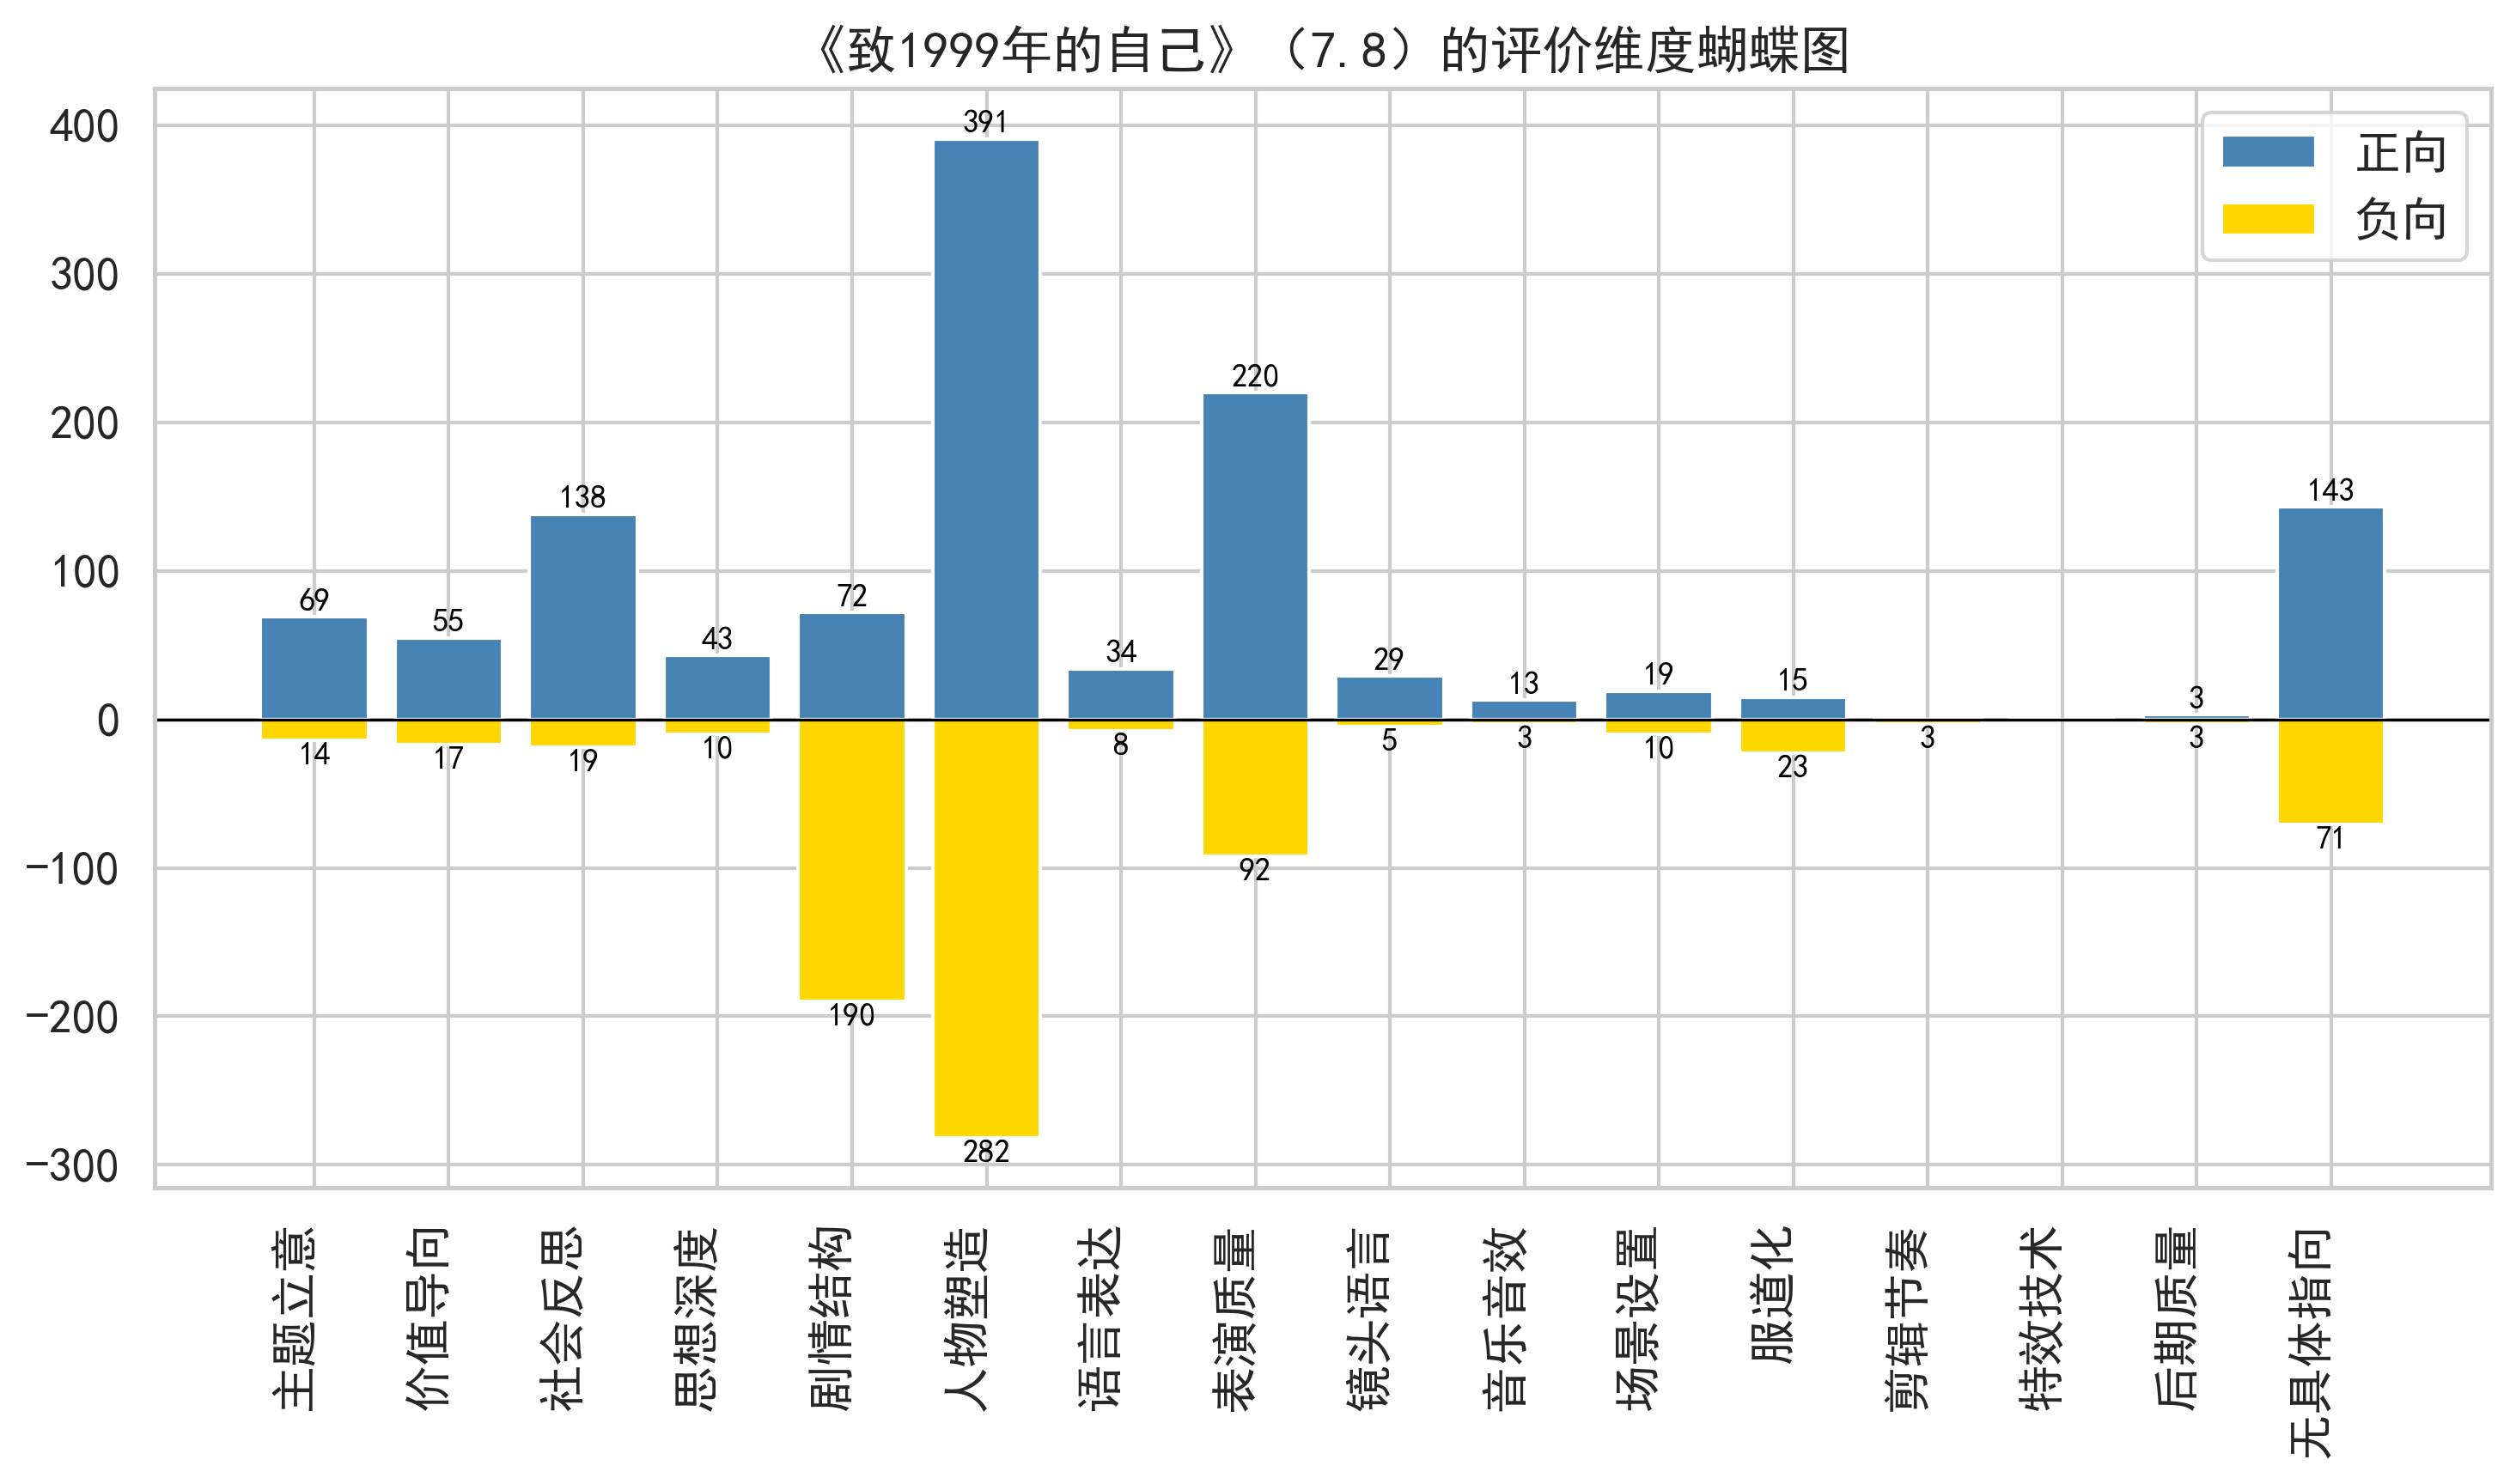 《致1999年的自己》（7.8）的评价维度蝴蝶图
正向
负向
400
300
200
100
0
−100
−200
−300
69
55
138
43
72
391
34
220
29
13
19
15
3
143
14
17
19
10
190
282
8
92
5
3
10
23
3
3
71
主题立意
价值导向
社会反思
思想深度
剧情结构
人物塑造
语言表达
表演质量
镜头语言
音乐音效
场景设置
服道化
剪辑节奏
特效技术
后期质量
无具体指向